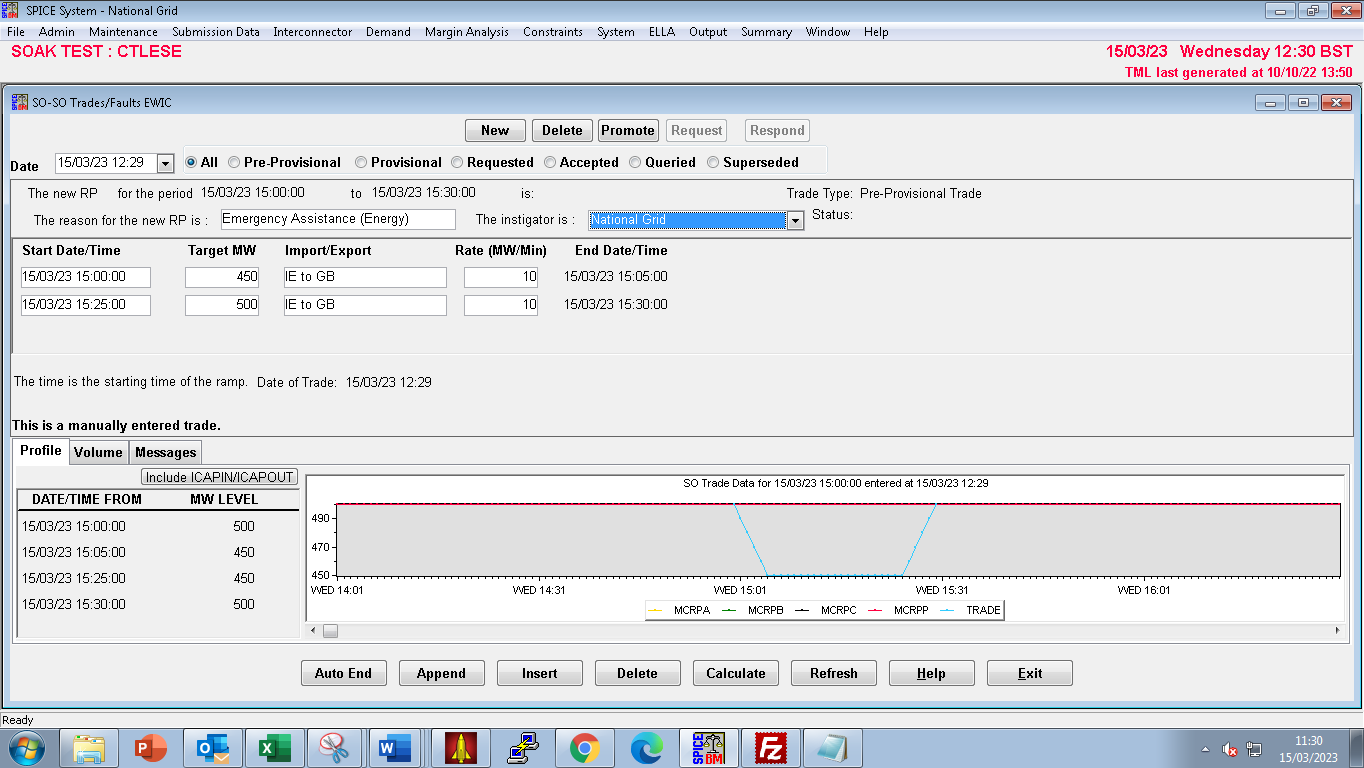 SPICE System - National Grid
File Admin Maintenance Submission Data Interconnector Demand Margin Analysis Constraints System ELLA Output Summary Window Help
SOAK TEST : CTLESE
15/03/23 Wednesday 12:30 BST
TML last generated at 10/10/22 13:50
SO-SO Trades/Faults EWIC
New Delete Promote Request Respond
Date 15/03/23 12:29 All Pre-Provisional Provisional Requested Accepted Queried Superseded
The new RP for the period 15/03/23 15:00:00 to 15/03/23 15:30:00 is: Trade Type: Pre-Provisional Trade
The reason for the new RP is : Emergency Assistance (Energy) The instigator is : National Grid Status:
Start Date/Time Target MW Import/Export Rate (MW/Min) End Date/Time
15/03/23 15:00:00 450 IE to GB 10 15/03/23 15:05:00
15/03/23 15:25:00 500 IE to GB 10 15/03/23 15:30:00
The time is the starting time of the ramp. Date of Trade: 15/03/23 12:29
This is a manually entered trade.
Profile Volume Messages
Include ICAPIN/ICAPOUT
DATE/TIME FROM MW LEVEL
15/03/23 15:00:00 500
15/03/23 15:05:00 450
15/03/23 15:25:00 450
15/03/23 15:30:00 500
SO Trade Data for 15/03/23 15:00:00 entered at 15/03/23 12:29
490
470
450
WED 14:01 WED 14:31 WED 15:01 WED 15:31 WED 16:01
MCRPA MCRPB MCRPC MCRPP TRADE
Auto End Append Insert Delete Calculate Refresh Help Exit
Ready
SPICE
BM
11:30
15/03/2023